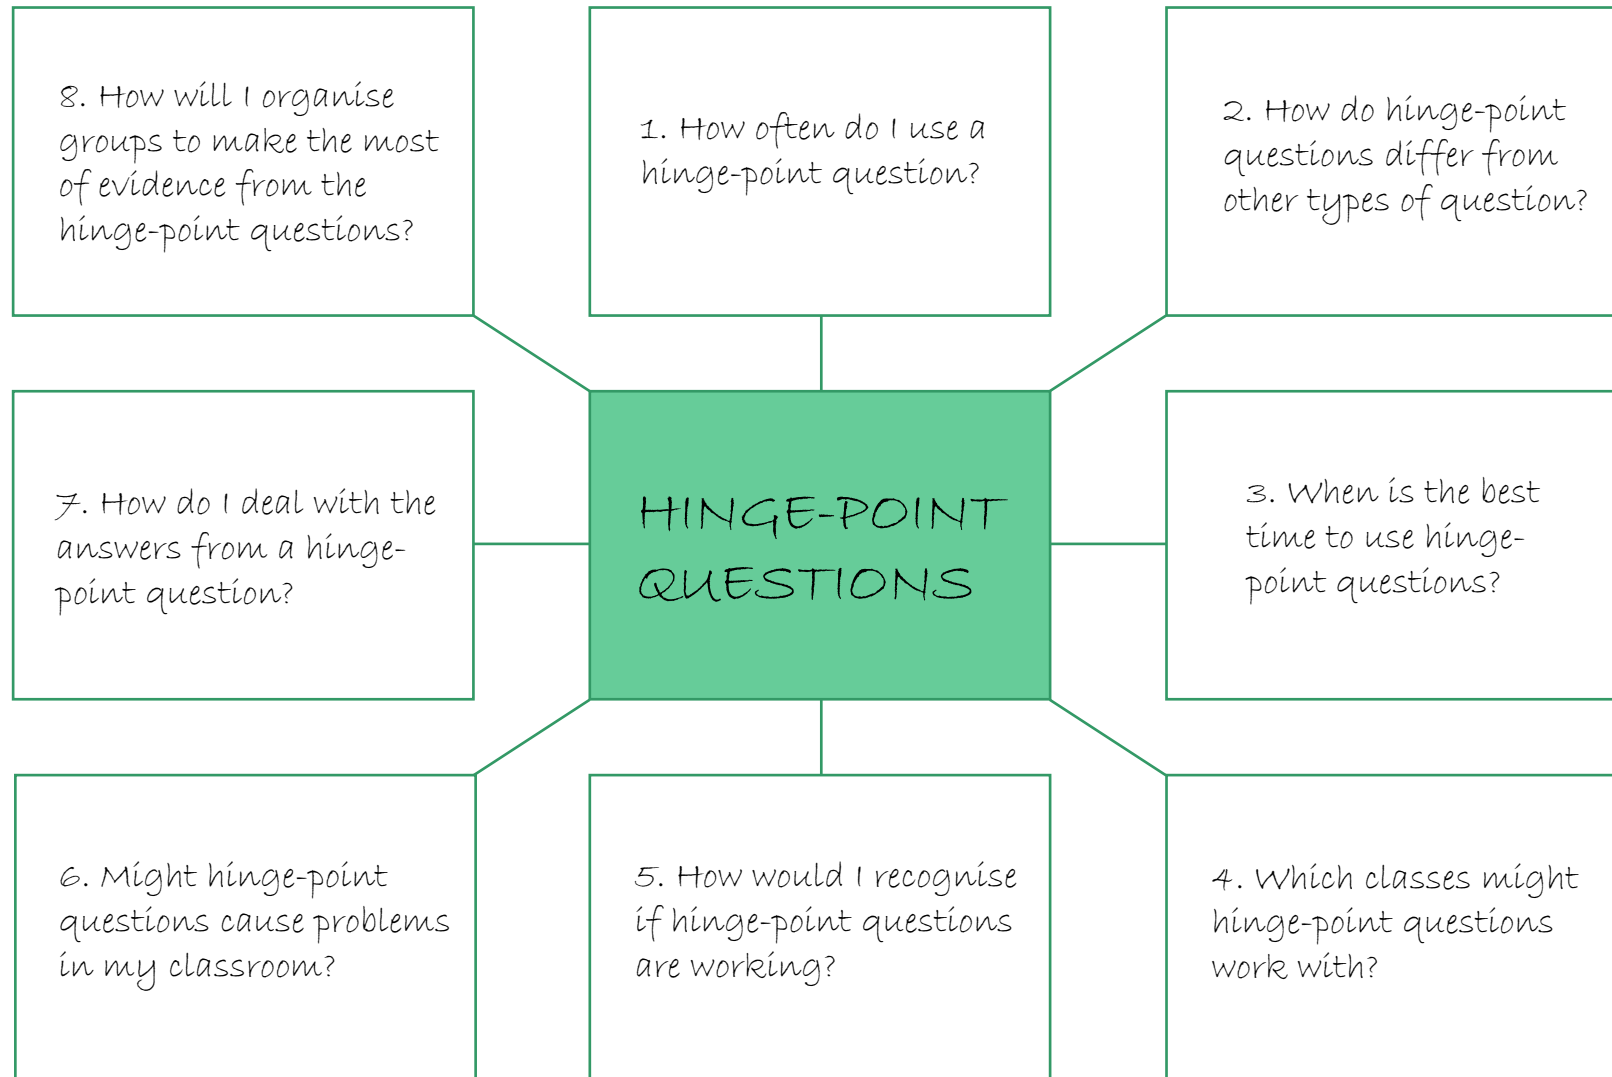 8. How will I organise
groups to make the most
of evidence from the
hinge-point questions?
1. How often do I use a
hinge-point question?
2. How do hinge-point
questions differ from
other types of question?
7. How do I deal with the
answers from a hinge-
point question?
HINGE-POINT
QUESTIONS
3. When is the best
time to use hinge-
point questions?
6. Might hinge-point
questions cause problems
in my classroom?
5. How would I recognise
if hinge-point questions
are working?
4. Which classes might
hinge-point questions
work with?